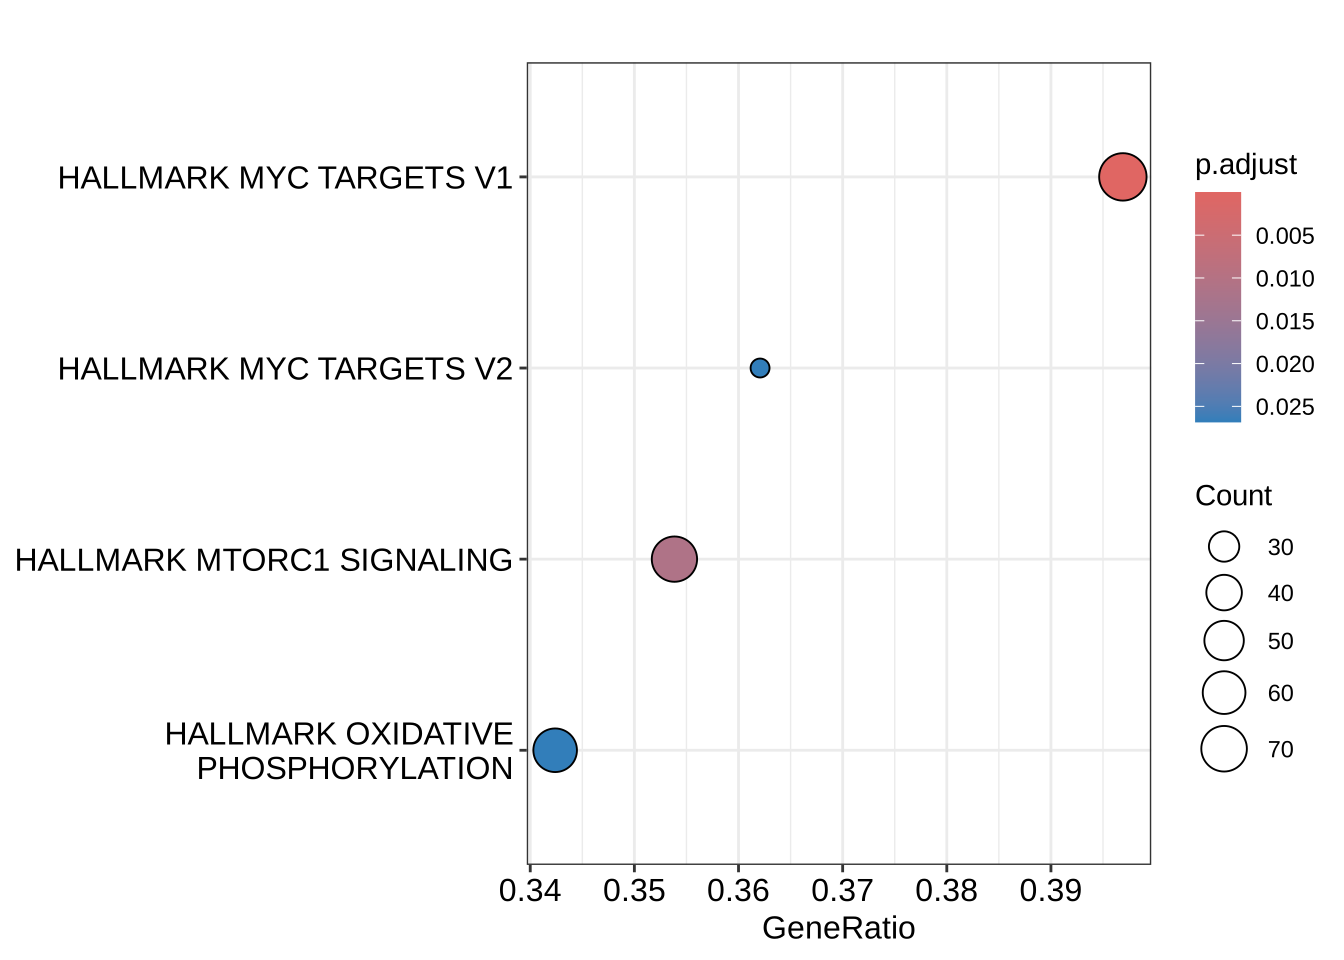 HALLMARK MYC TARGETS V1
HALLMARK MYC TARGETS V2
HALLMARK MTORC1 SIGNALING
HALLMARK OXIDATIVE
PHOSPHORYLATION
0.34 0.35 0.36 0.37 0.38 0.39
GeneRatio
p.adjust
0.005
0.010
0.015
0.020
0.025
Count
30
40
50
60
70